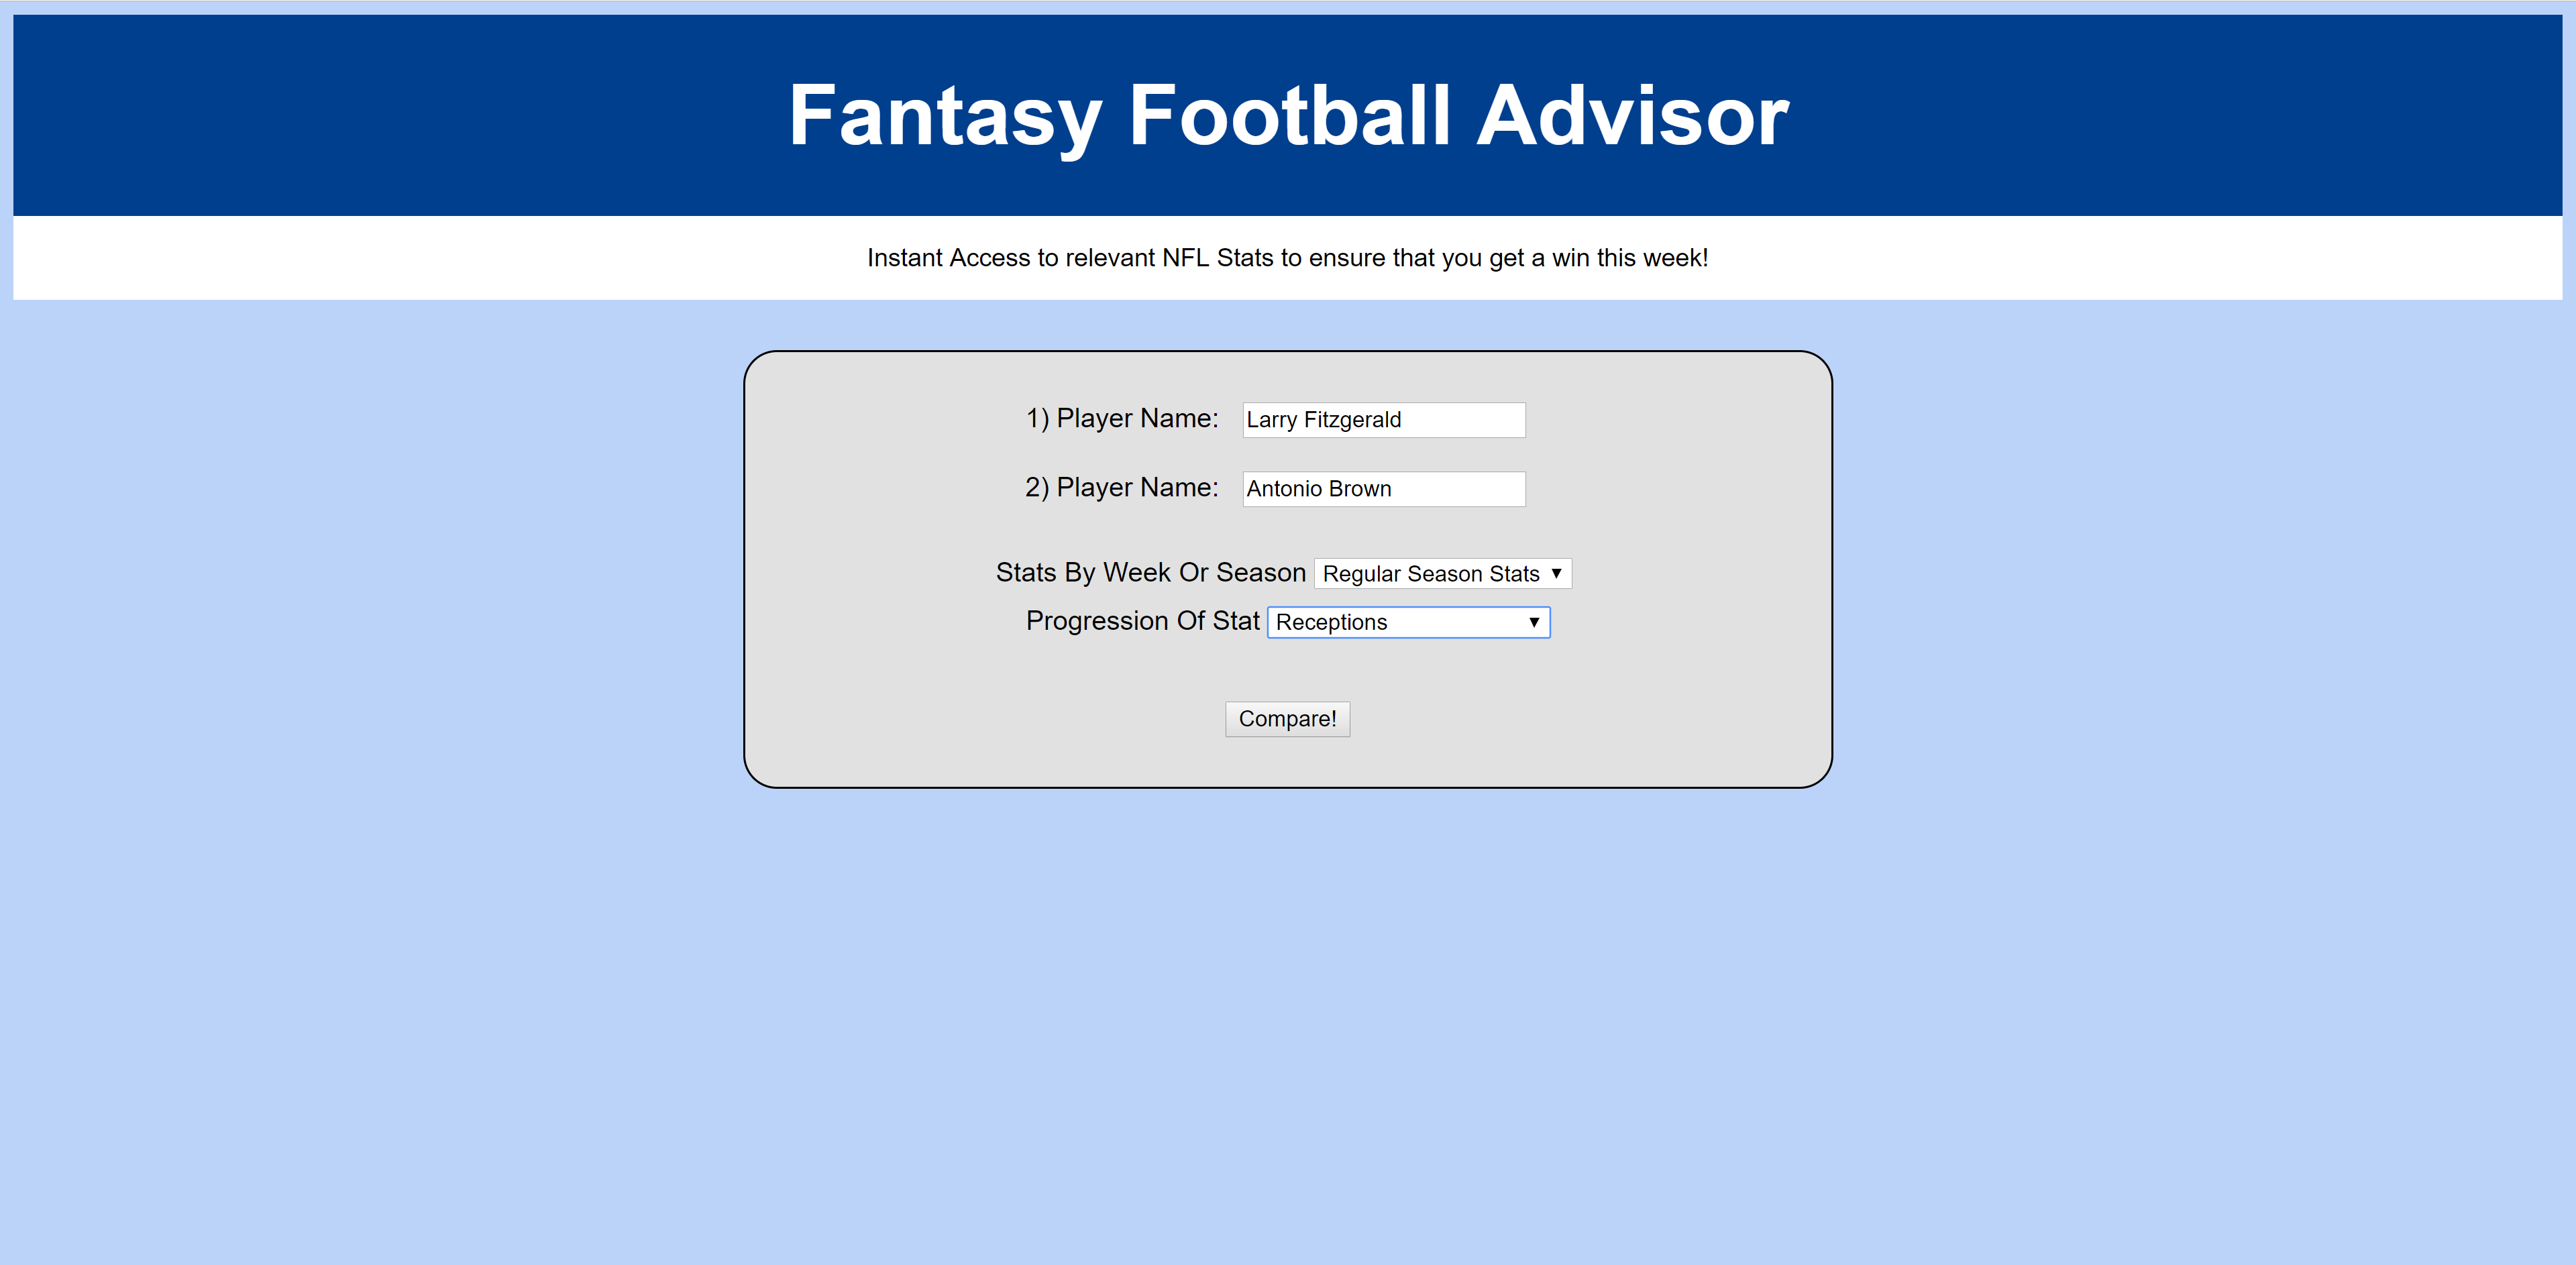 Fantasy Football Advisor
Instant Access to relevant NFL Stats to ensure that you get a win this week!
1) Player Name: Larry Fitzgerald
2) Player Name: Antonio Brown
Stats By Week Or Season Regular Season Stats
Progression Of Stat Receptions
Compare!